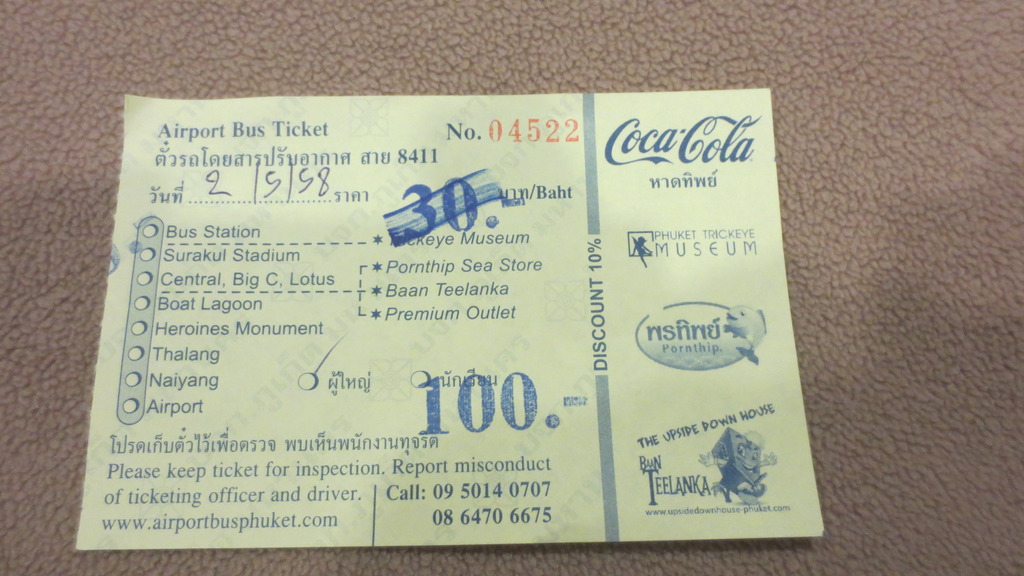 Airport Bus Ticket
No. 04522
ตั๋วรถโดยสารปรับอากาศ สาย 8411
วันที่ 2/5/58 ราคา 30.- บาท/Baht
Bus Station
Surakul Stadium
Central, Big C, Lotus
Boat Lagoon
Heroines Monument
Thalang
Naiyang
Airport
Museum
Pornthip Sea Store
Baan Teelanka
Premium Outlet
ผู้ใหญ่
นักเรียน
100.-
โปรดเก็บตั๋วไว้เพื่อตรวจ พบเห็นพนักงานทุจริต
Please keep ticket for inspection. Report misconduct
of ticketing officer and driver.
Call: 09 5014 0707
08 6470 6675
www.airportbusphuket.com
DISCOUNT 10%
Coca-Cola
หาดทิพย์
PHUKET TRICKEYE
MUSEUM
พรทิพย์
Pornthip.
THE UPSIDE DOWN HOUSE
BAAN
TEELANKA
www.upsidedownhouse-phuket.com